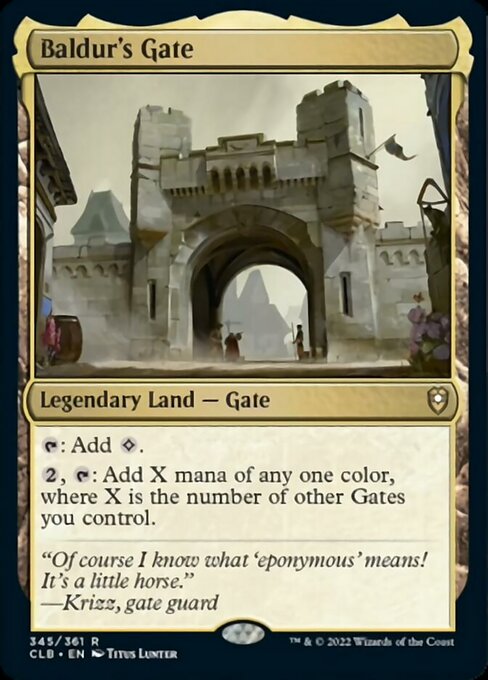 Baldur's Gate
Legendary Land — Gate
: Add .
2, : Add X mana of any one color,
where X is the number of other Gates
you control.
“Of course I know what ‘eponymous’ means!
It's a little horse.”
—Krizz, gate guard
345/361 R
CLB • EN Titus Lunter
™ & © 2022 Wizards of the Coast